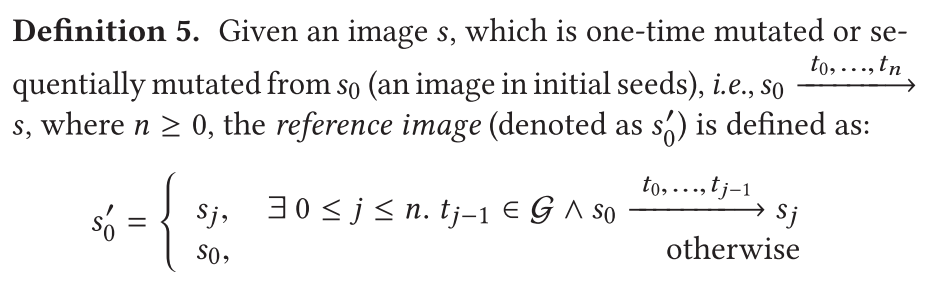 Definition 5. Given an image s, which is one-time mutated or se-
quentially mutated from s₀ (an image in initial seeds), i.e., s₀ —t₀,…,tₙ→
s, where n ≥ 0, the reference image (denoted as s₀′) is defined as:
s₀′ = { sⱼ, ∃ 0 ≤ j ≤ n. tⱼ₋₁ ∈ 𝒢 ∧ s₀ —t₀,…,tⱼ₋₁→ sⱼ
s₀, otherwise